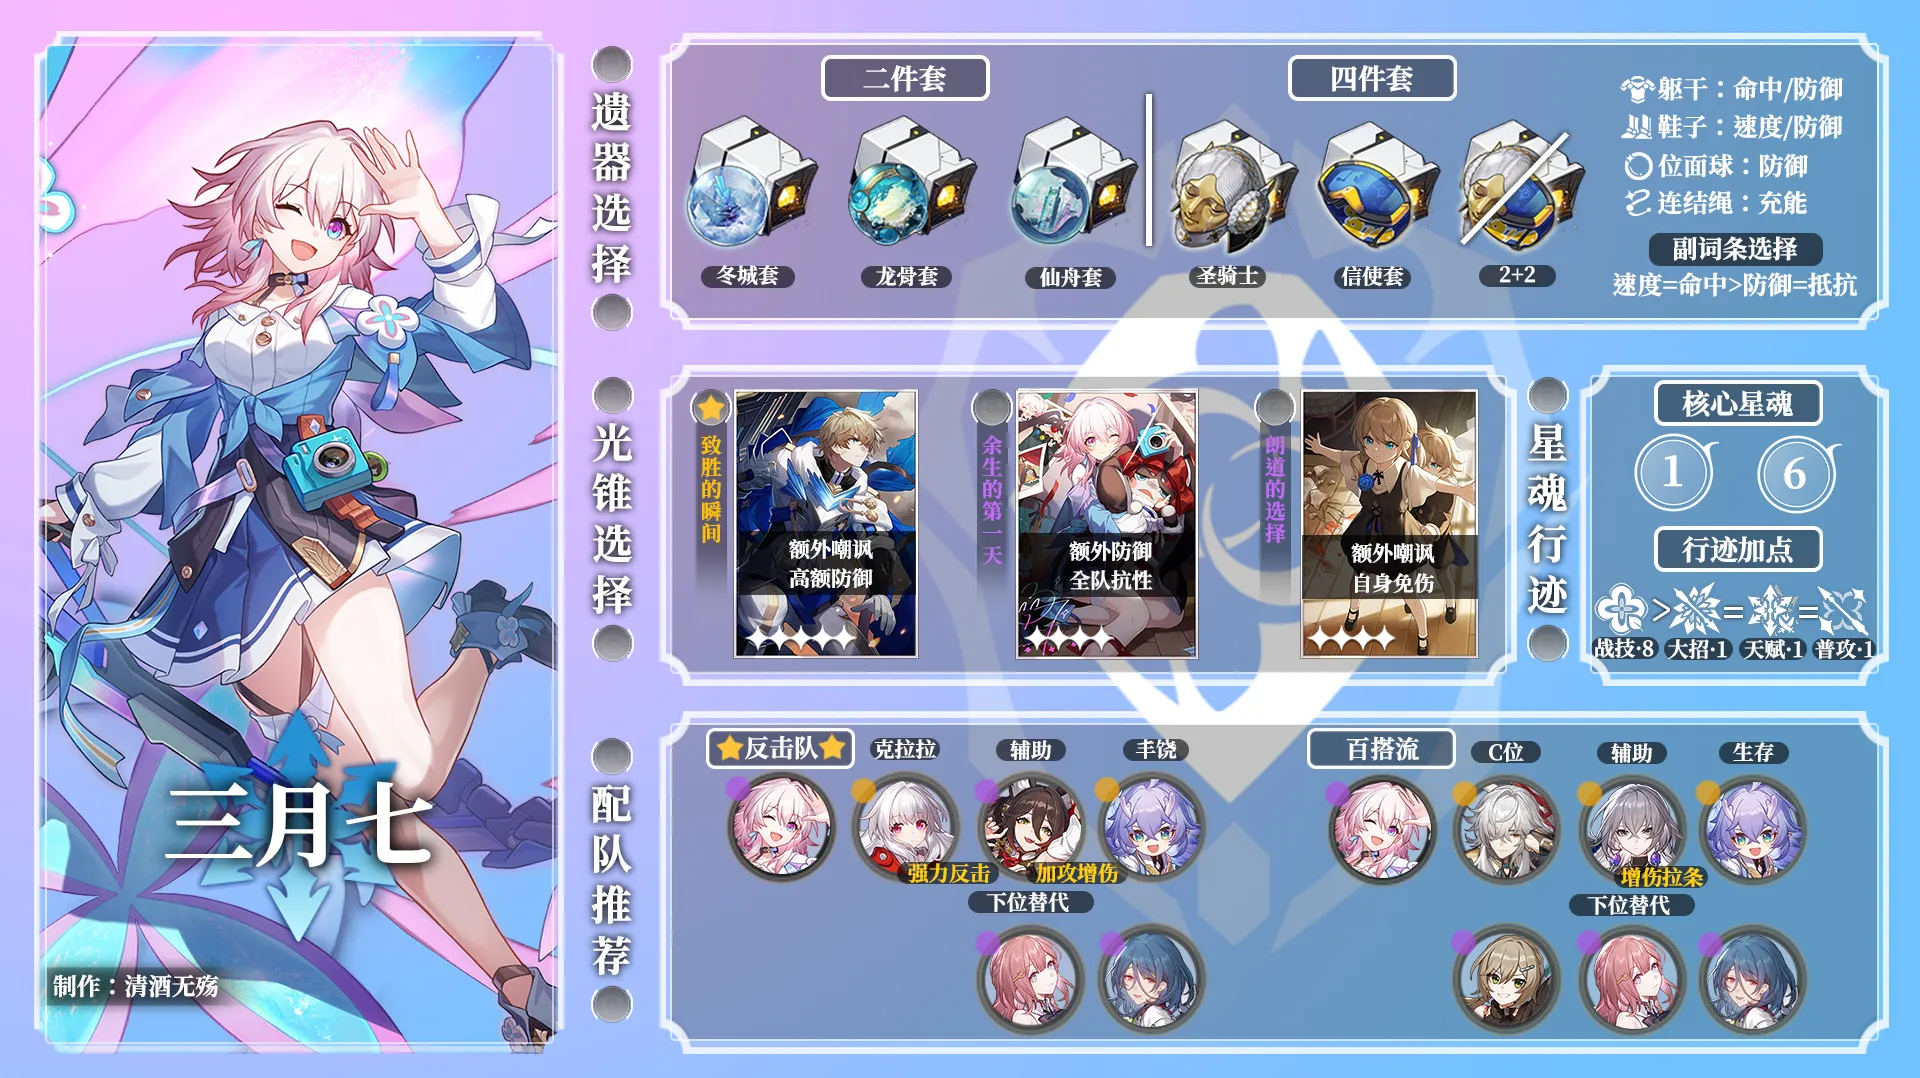 三月七
制作：清酒无殇
遗器选择
二件套
冬城套
龙骨套
仙舟套
四件套
圣骑士
信使套
2+2
躯干：命中/防御
鞋子：速度/防御
位面球：防御
连结绳：充能
副词条选择
速度=命中>防御=抵抗
光锥选择
致胜的瞬间
额外嘲讽
高额防御
余生的第一天
额外防御
全队抗性
朗道的选择
额外嘲讽
自身免伤
星魂行迹
核心星魂
1 6
行迹加点
> = =
战技·8 大招·1 天赋·1 普攻·1
配队推荐
反击队
克拉拉
辅助
丰饶
强力反击
加攻增伤
下位替代
百搭流
C位
辅助
生存
增伤拉条
下位替代